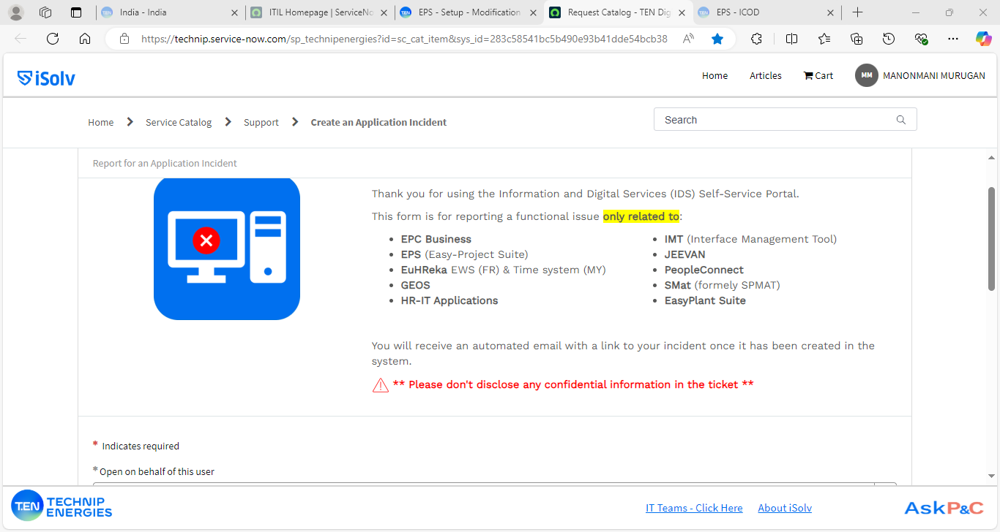 India - India
ITIL Homepage | ServiceNo
EPS - Setup - Modification
Request Catalog - TEN Dig
EPS - ICOD
https://technip.service-now.com/sp_technipenergies?id=sc_cat_item&sys_id=283c58541bc5b490e93b41dde54bcb38
iSolv
Home
Articles
Cart
MM
MANONMANI MURUGAN
Home
Service Catalog
Support
Create an Application Incident
Search
Report for an Application Incident
Thank you for using the Information and Digital Services (IDS) Self-Service Portal.
This form is for reporting a functional issue only related to:
• EPC Business
• EPS (Easy-Project Suite)
• EuHReka EWS (FR) & Time system (MY)
• GEOS
• HR-IT Applications
• IMT (Interface Management Tool)
• JEEVAN
• PeopleConnect
• SMat (formely SPMAT)
• EasyPlant Suite
You will receive an automated email with a link to your incident once it has been created in the
system.
** Please don't disclose any confidential information in the ticket **
* Indicates required
* Open on behalf of this user
T.EN TECHNIP
ENERGIES
IT Teams - Click Here
About iSolv
Ask P&C